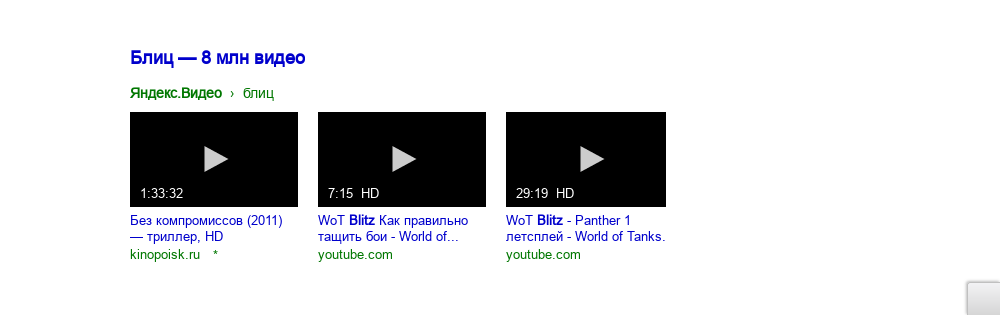 Блиц — 8 млн видео
Яндекс.Видео › блиц
1:33:32
7:15 HD
29:19 HD
Без компромиссов (2011)
— триллер, HD
kinopoisk.ru *
WoT Blitz Как правильно
тащить бои - World of...
youtube.com
WoT Blitz - Panther 1
летсплей - World of Tanks.
youtube.com